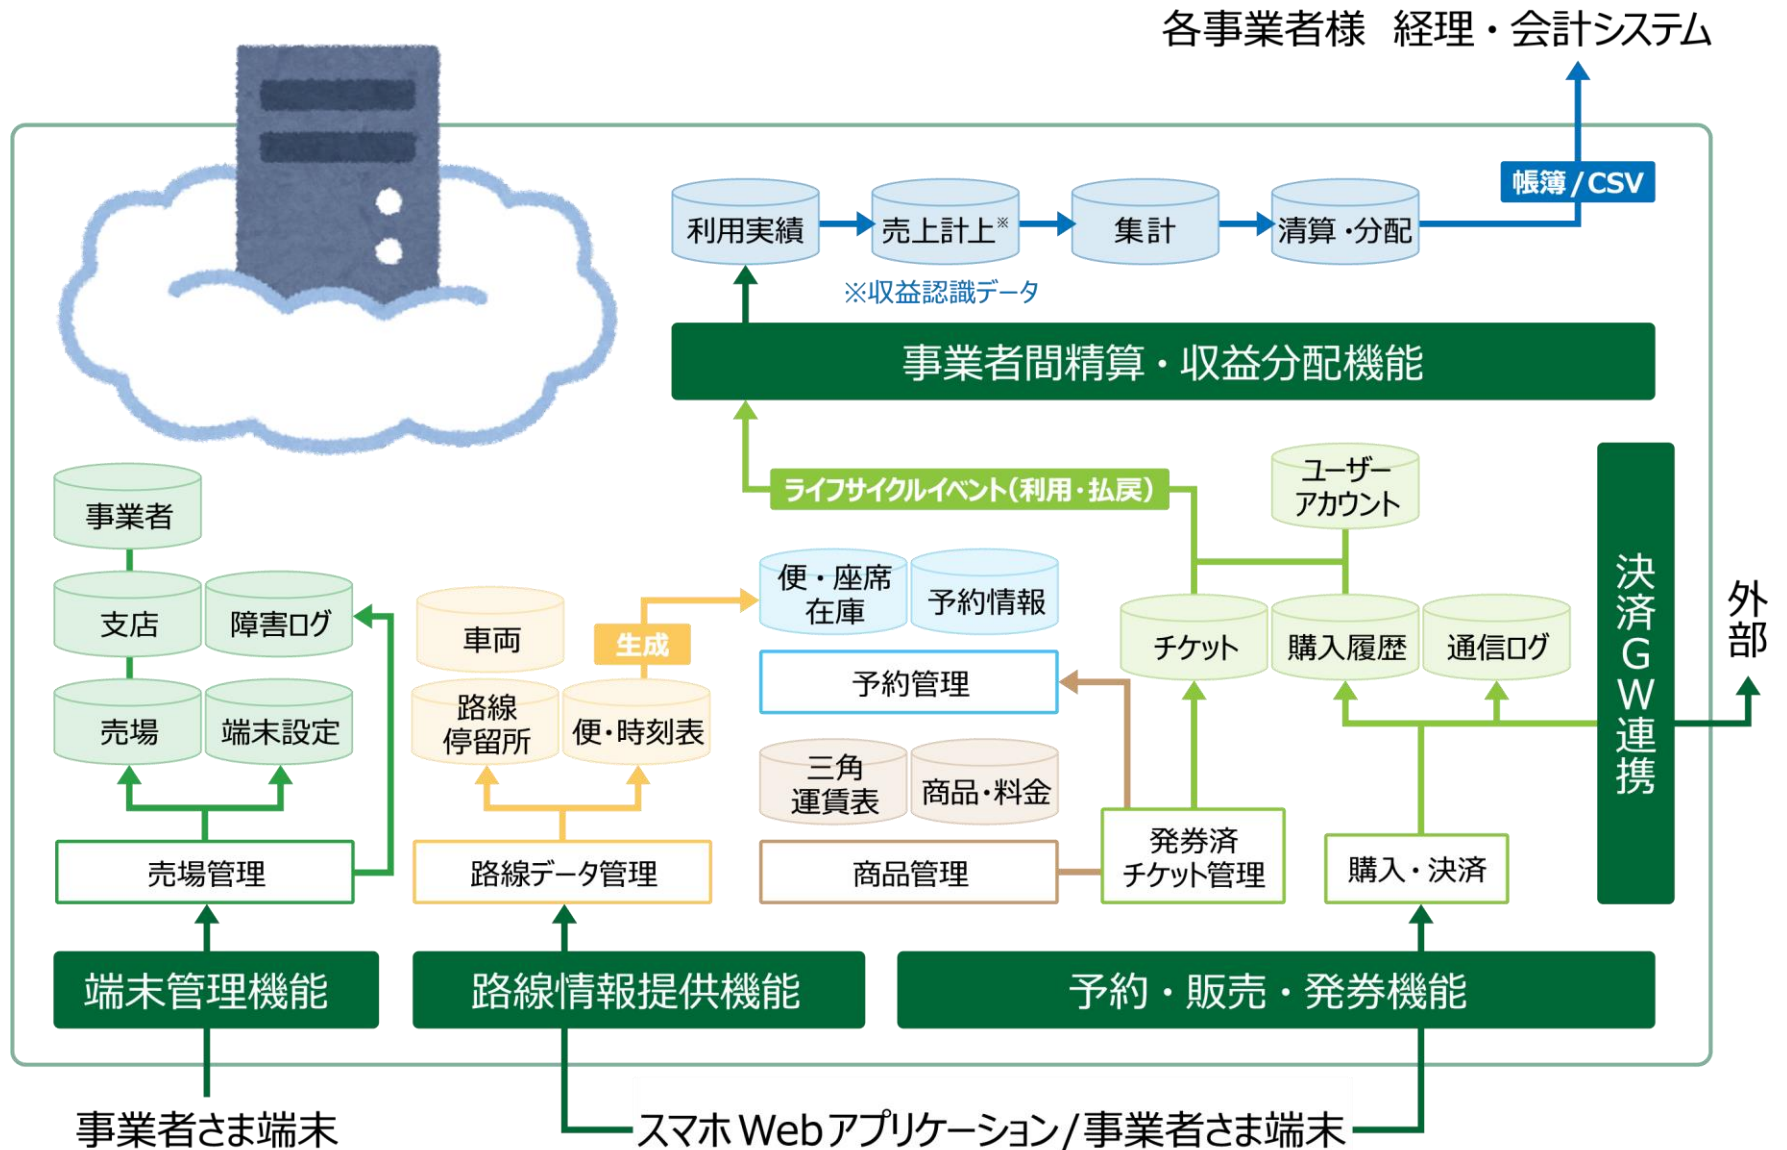 各事業者様 経理・会計システム
帳簿/CSV
利用実績
売上計上※
集計
清算・分配
※収益認識データ
事業者間精算・収益分配機能
ライフサイクルイベント(利用・払戻)
ユーザー
アカウント
事業者
支店
障害ログ
売場
端末設定
売場管理
車両
生成
路線
停留所
便・時刻表
路線データ管理
便・座席
在庫
予約情報
予約管理
三角
運賃表
商品・料金
商品管理
チケット
購入履歴
通信ログ
発券済
チケット管理
購入・決済
決済GW連携
外部
端末管理機能
路線情報提供機能
予約・販売・発券機能
事業者さま端末
スマホWebアプリケーション/事業者さま端末